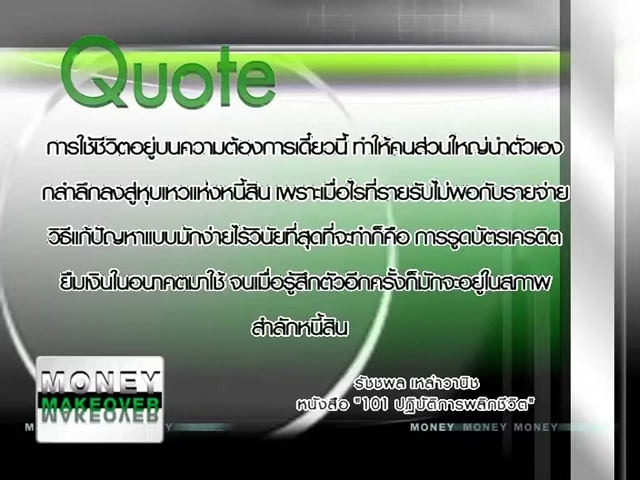 Quote
การใช้ชีวิตอยู่บนความต้องการเดี๋ยวนี้ ทำให้คนส่วนใหญ่นำตัวเอง
กล้ำลึกลงสู่หุบเหวแห่งหนี้สิน เพราะเมื่อไรที่รายรับไม่พอกับรายจ่าย
วิธีแก้ปัญหาแบบมักง่ายไร้วินัยที่สุดที่จะทำก็คือ การรูดบัตรเครดิต
ยืมเงินในอนาคตมาใช้ จนเมื่อรู้สึกตัวอีกครั้งก็มักจะอยู่ในสภาพ
สำลักหนี้สิน
รัชชพล เหล่าวานิช
หนังสือ "101 ปฏิบัติการพลิกชีวิต"
MONEY
MAKEOVER
MONEY MONEY MONEY